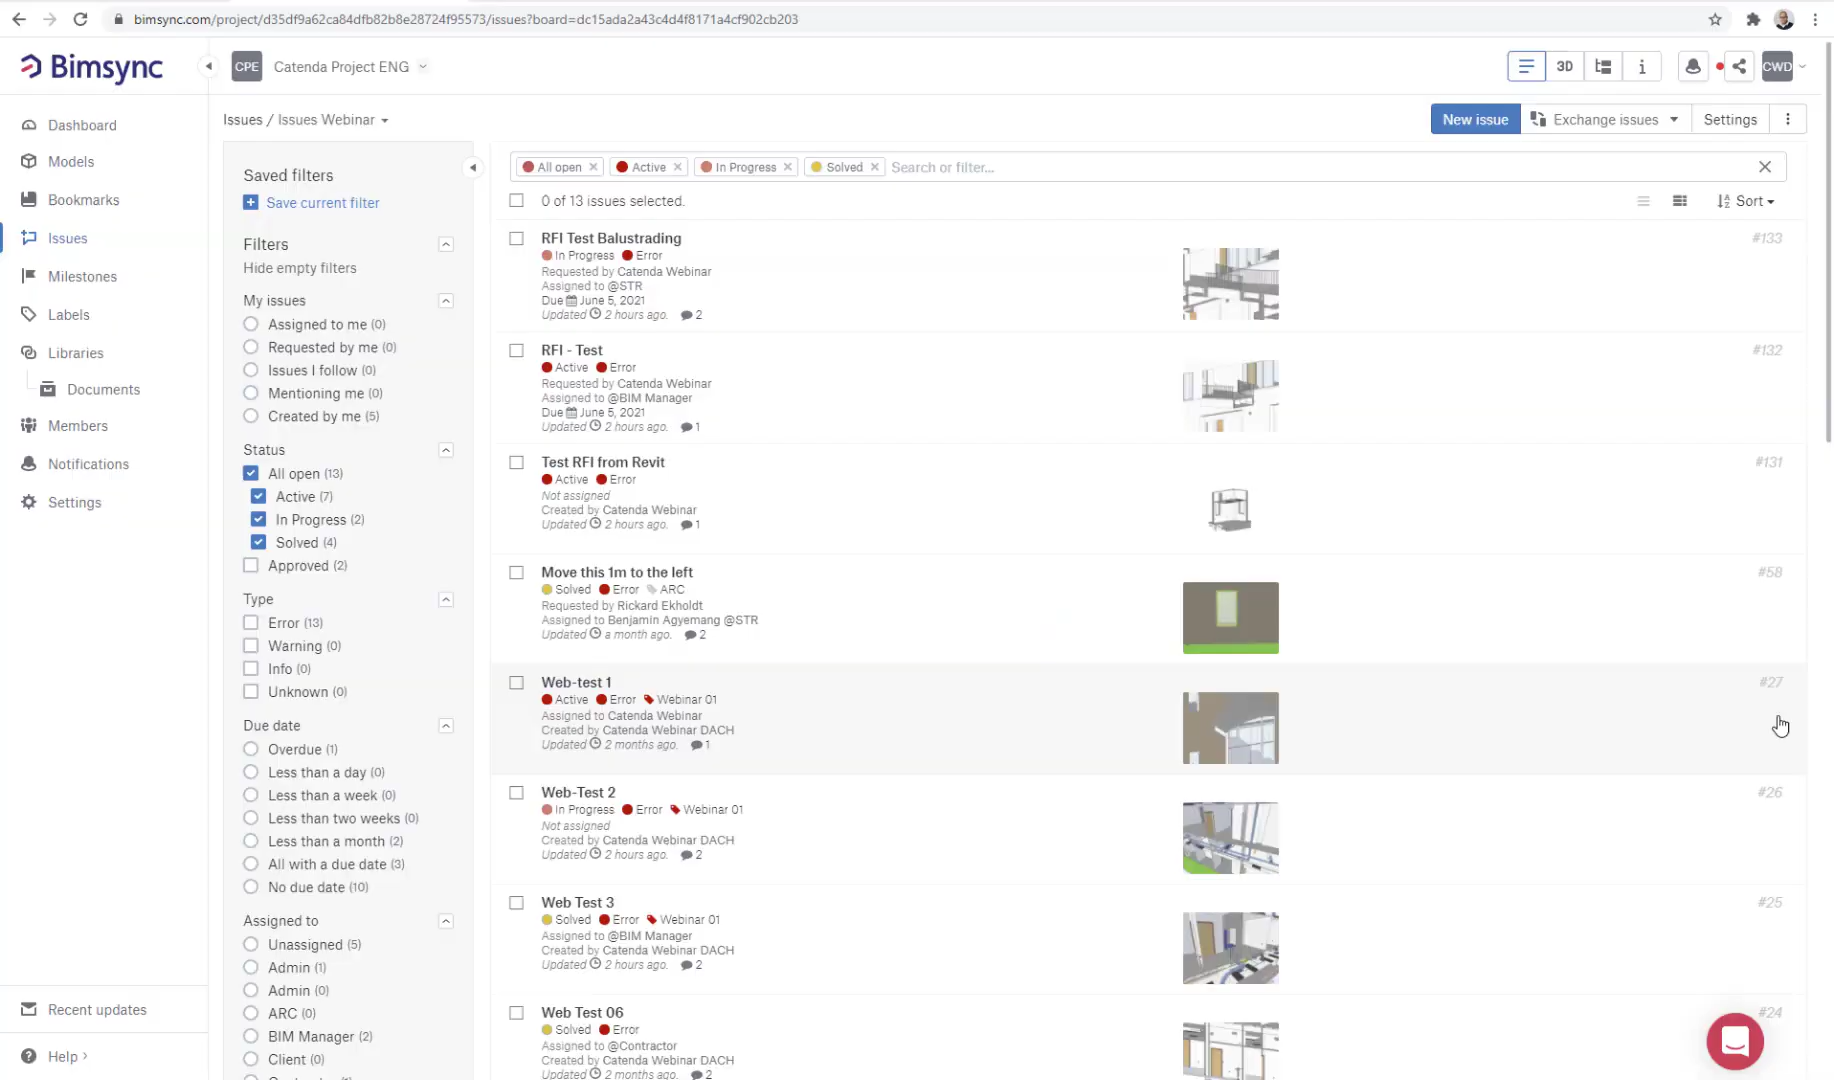 bimsync.com/project/d35df9a62ca84dfb82b8e28724f95573/issues?board=dc15ada2a43c4d4f8171a4cf902cb203
Bimsync
CPE Catenda Project ENG
3D
CWD
Dashboard
Models
Bookmarks
Issues
Milestones
Labels
Libraries
Documents
Members
Notifications
Settings
Recent updates
Help
Issues / Issues Webinar
New issue Exchange issues Settings
Saved filters
Save current filter
Filters
Hide empty filters
My issues
Assigned to me (0)
Requested by me (0)
Issues I follow (0)
Mentioning me (0)
Created by me (5)
Status
All open (13)
Active (7)
In Progress (2)
Solved (4)
Approved (2)
Type
Error (13)
Warning (0)
Info (0)
Unknown (0)
Due date
Overdue (1)
Less than a day (0)
Less than a week (0)
Less than two weeks (0)
Less than a month (2)
All with a due date (3)
No due date (10)
Assigned to
Unassigned (5)
Admin (1)
Admin (0)
ARC (0)
BIM Manager (2)
Client (0)
All open Active In Progress Solved Search or filter...
0 of 13 issues selected.
Sort
RFI Test Balustrading #133
In Progress Error
Requested by Catenda Webinar
Assigned to @STR
Due June 5, 2021
Updated 2 hours ago. 2
RFI - Test #132
Active Error
Requested by Catenda Webinar
Assigned to @BIM Manager
Due June 5, 2021
Updated 2 hours ago. 1
Test RFI from Revit #131
Active Error
Not assigned
Created by Catenda Webinar
Updated 2 hours ago. 1
Move this 1m to the left #58
Solved Error ARC
Requested by Rickard Ekholdt
Assigned to Benjamin Agyemang @STR
Updated a month ago. 2
Web-test 1 #27
Active Error Webinar 01
Assigned to Catenda Webinar
Created by Catenda Webinar DACH
Updated 2 months ago. 1
Web-Test 2 #26
In Progress Error Webinar 01
Not assigned
Created by Catenda Webinar DACH
Updated 2 hours ago. 2
Web Test 3 #25
Solved Error Webinar 01
Assigned to @BIM Manager
Created by Catenda Webinar DACH
Updated 2 hours ago. 2
Web Test 06 #24
Solved Error
Assigned to @Contractor
Created by Catenda Webinar DACH
Updated 2 months ago. 2